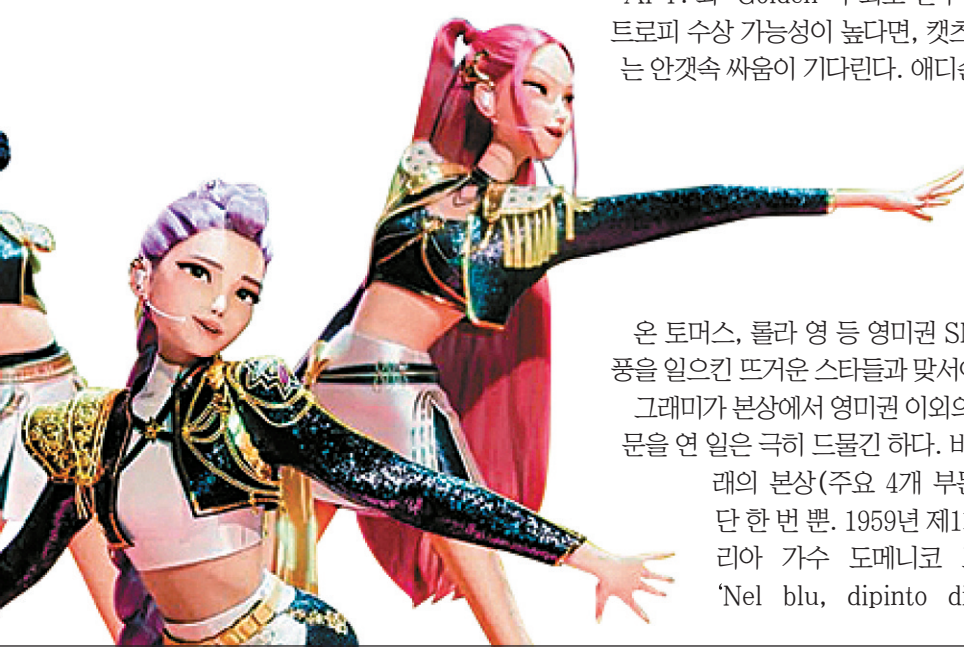 트로피 수상 가능성이 높다면, 캣츠
는 안갯속 싸움이 기다린다. 애디슨
온 토머스, 롤라 영 등 영미권
풍을 일으킨 뜨거운 스타들과 맞서야
그래미가 본상에서 영미권 이외의
문을 연 일은 극히 드물긴 하다.
래의 본상(주요 4개 부문
단 한 번 뿐. 1959년
리아 가수 도메니코
‘Nel blu, dipinto di